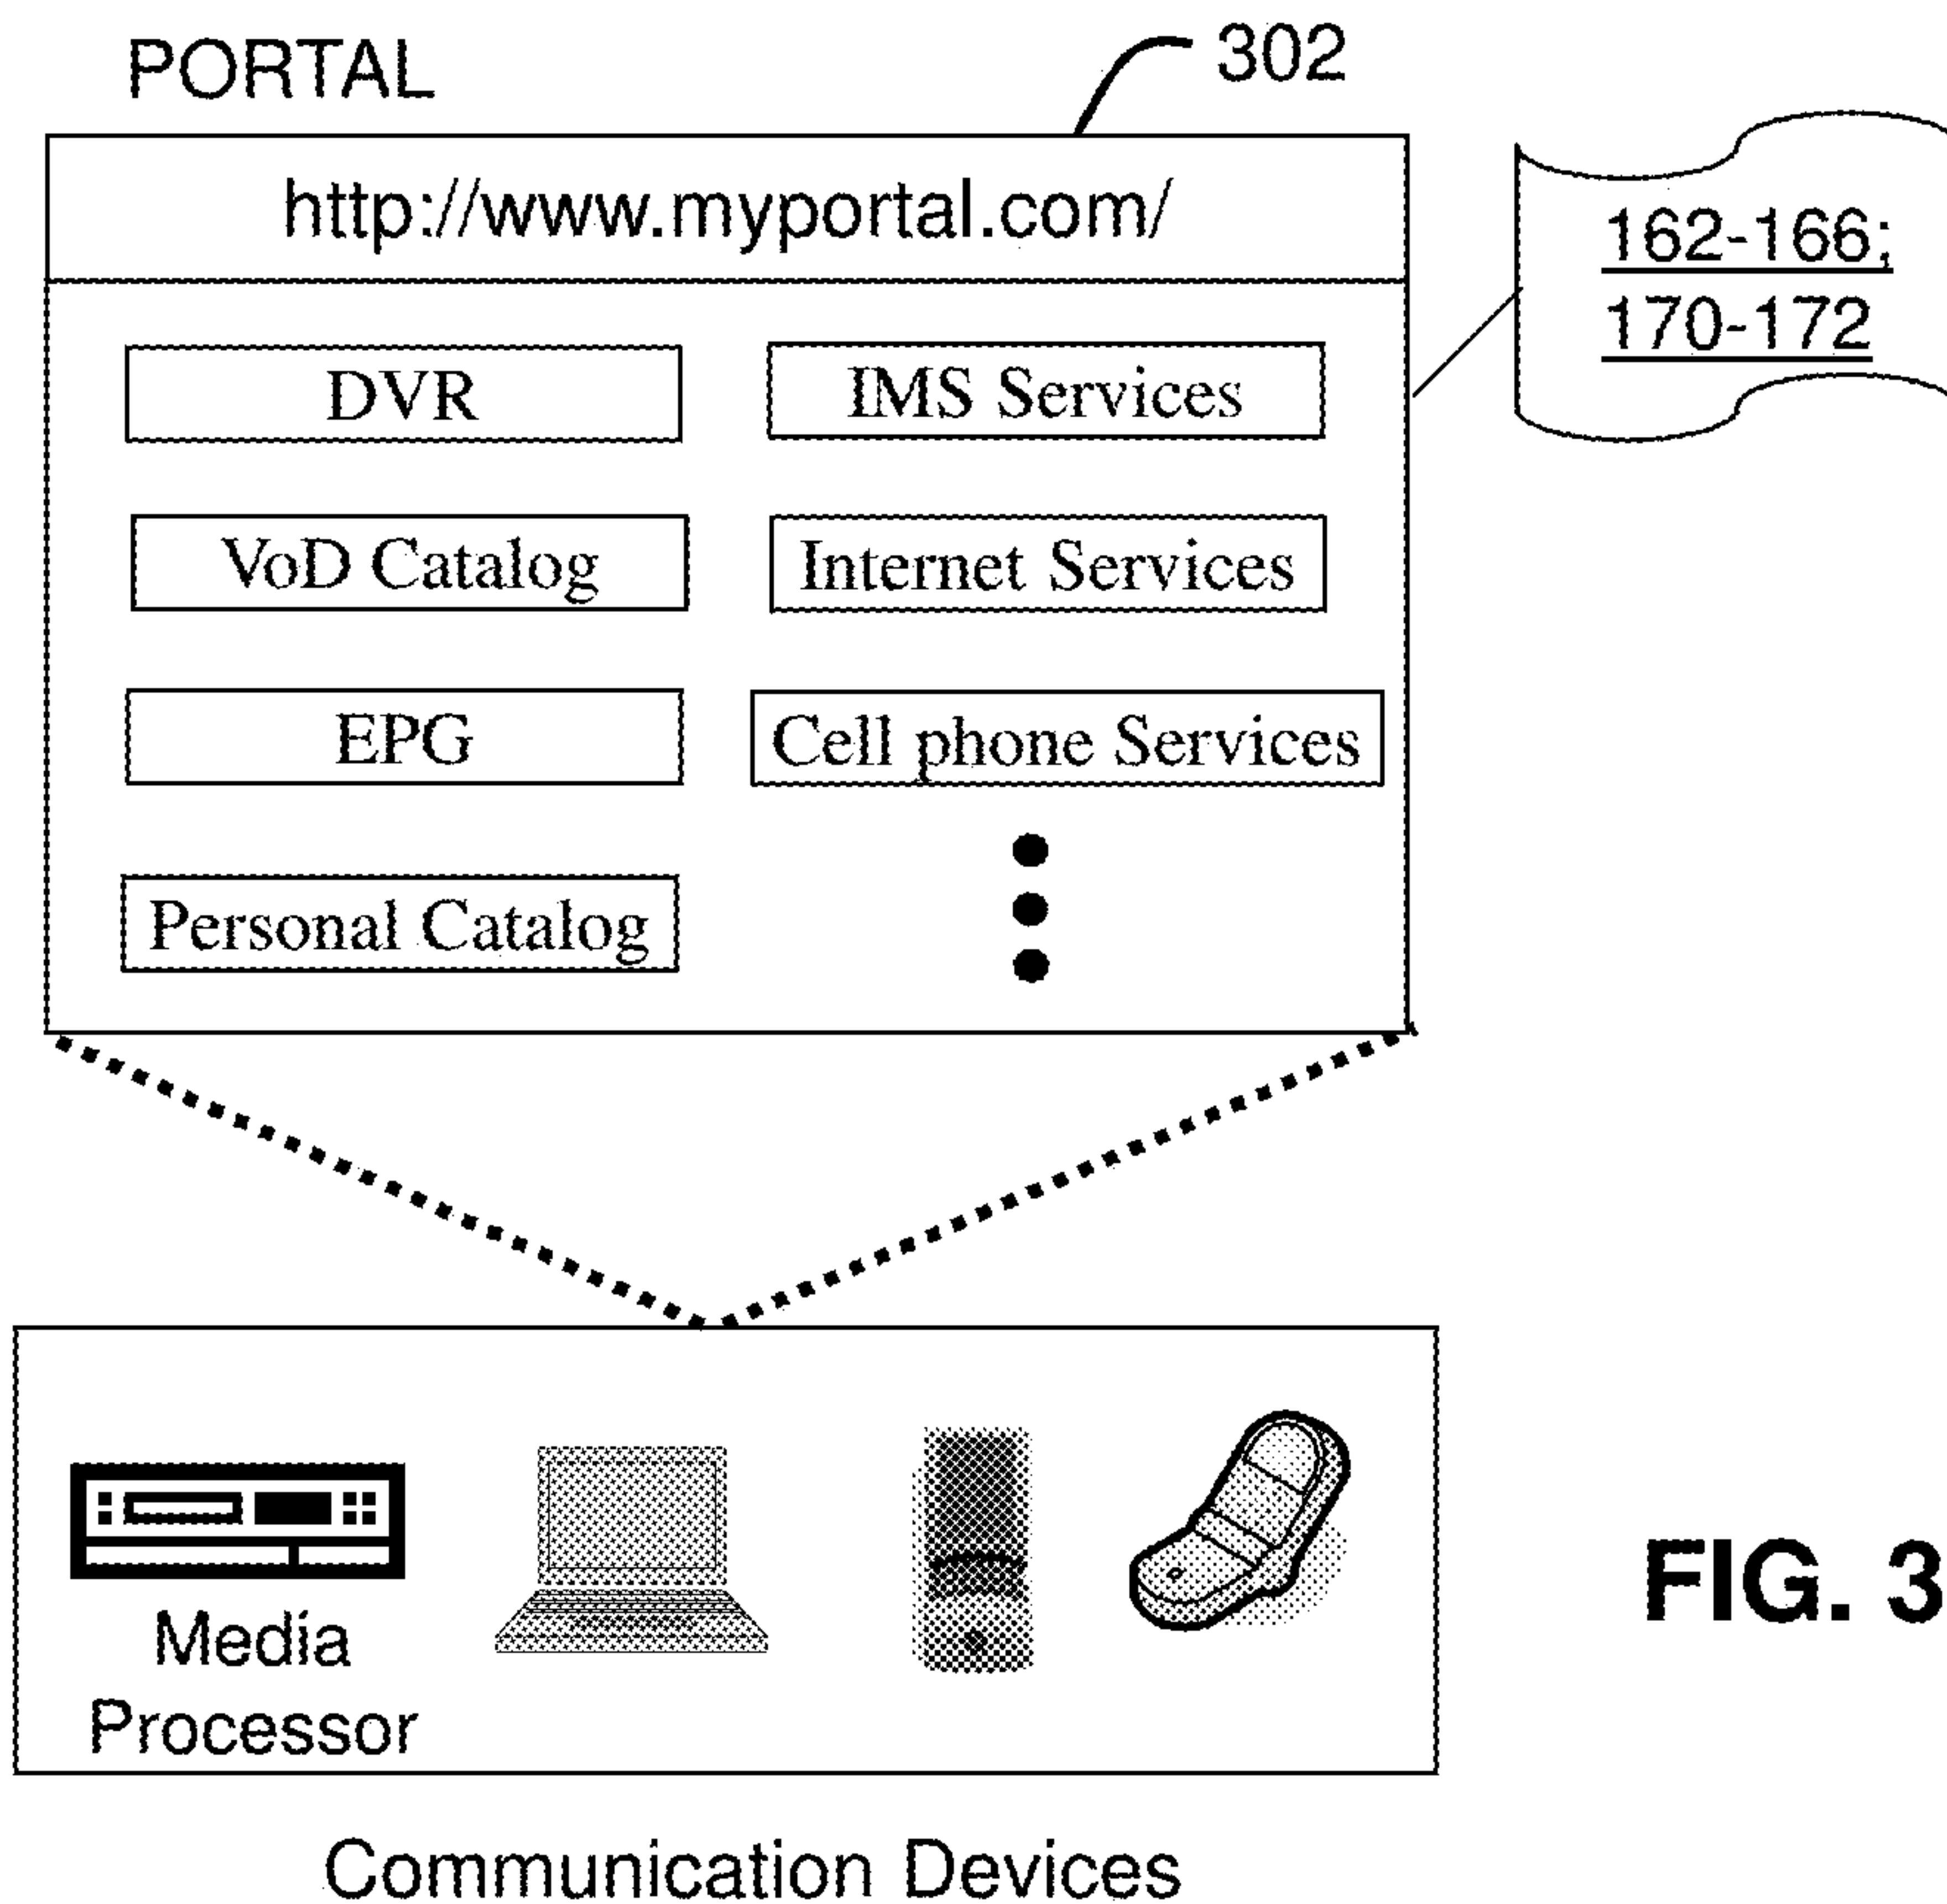 PORTAL
302
http://www.myportal.com/
162-166;
170-172
DVR
IMS Services
VoD Catalog
Internet Services
EPG
Cell phone Services
Personal Catalog
Media
Processor
FIG. 3
Communication Devices